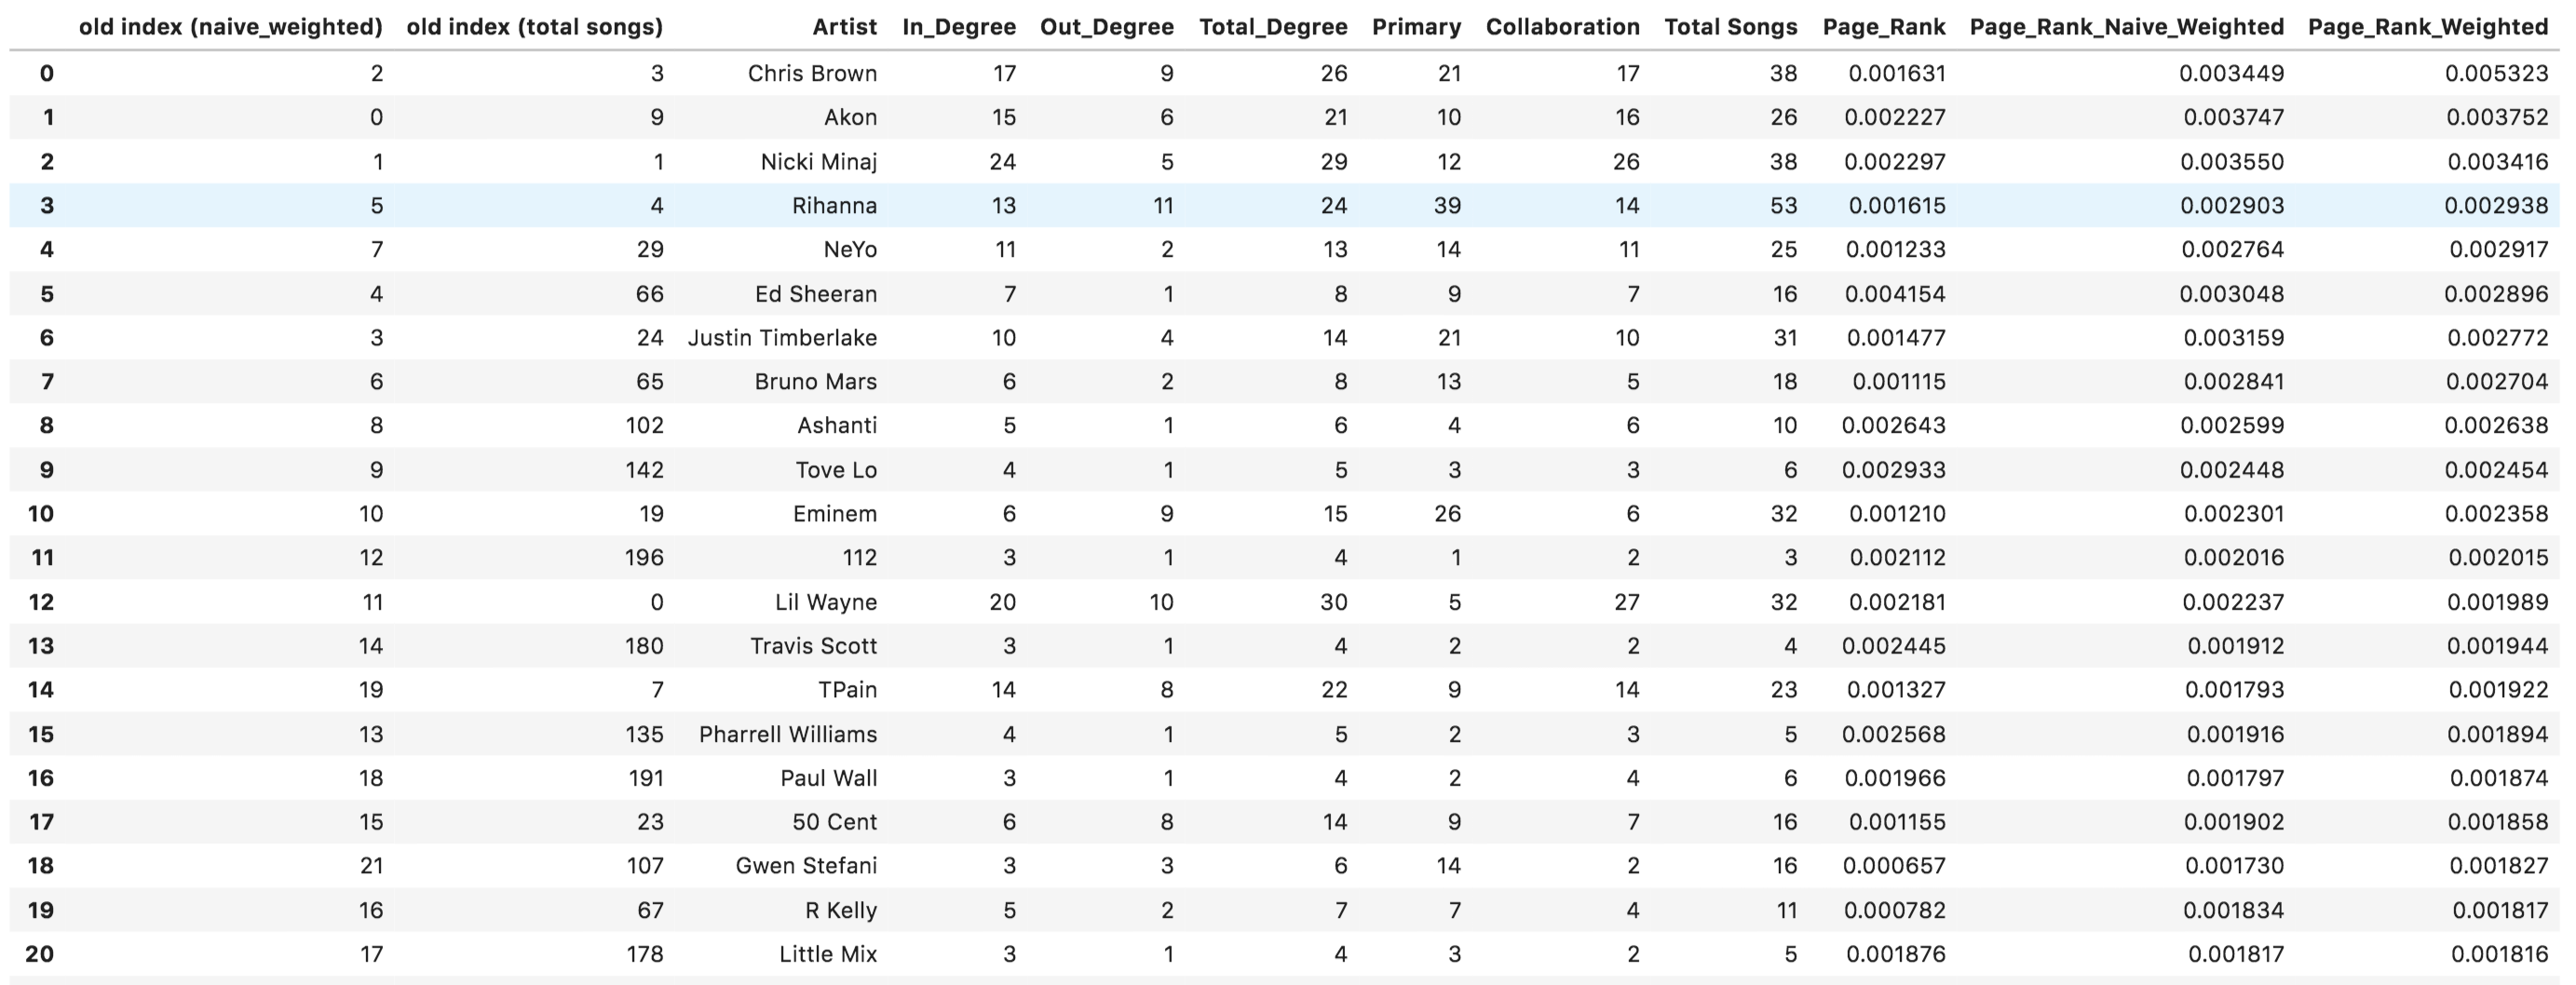 old index (naive_weighted) old index (total songs) Artist In_Degree Out_Degree Total_Degree Primary Collaboration Total Songs Page_Rank Page_Rank_Naive_Weighted Page_Rank_Weighted
0 2 3 Chris Brown 17 9 26 21 17 38 0.001631 0.003449 0.005323
1 0 9 Akon 15 6 21 10 16 26 0.002227 0.003747 0.003752
2 1 1 Nicki Minaj 24 5 29 12 26 38 0.002297 0.003550 0.003416
3 5 4 Rihanna 13 11 24 39 14 53 0.001615 0.002903 0.002938
4 7 29 NeYo 11 2 13 14 11 25 0.001233 0.002764 0.002917
5 4 66 Ed Sheeran 7 1 8 9 7 16 0.004154 0.003048 0.002896
6 3 24 Justin Timberlake 10 4 14 21 10 31 0.001477 0.003159 0.002772
7 6 65 Bruno Mars 6 2 8 13 5 18 0.001115 0.002841 0.002704
8 8 102 Ashanti 5 1 6 4 6 10 0.002643 0.002599 0.002638
9 9 142 Tove Lo 4 1 5 3 3 6 0.002933 0.002448 0.002454
10 10 19 Eminem 6 9 15 26 6 32 0.001210 0.002301 0.002358
11 12 196 112 3 1 4 1 2 3 0.002112 0.002016 0.002015
12 11 0 Lil Wayne 20 10 30 5 27 32 0.002181 0.002237 0.001989
13 14 180 Travis Scott 3 1 4 2 2 4 0.002445 0.001912 0.001944
14 19 7 TPain 14 8 22 9 14 23 0.001327 0.001793 0.001922
15 13 135 Pharrell Williams 4 1 5 2 3 5 0.002568 0.001916 0.001894
16 18 191 Paul Wall 3 1 4 2 4 6 0.001966 0.001797 0.001874
17 15 23 50 Cent 6 8 14 9 7 16 0.001155 0.001902 0.001858
18 21 107 Gwen Stefani 3 3 6 14 2 16 0.000657 0.001730 0.001827
19 16 67 R Kelly 5 2 7 7 4 11 0.000782 0.001834 0.001817
20 17 178 Little Mix 3 1 4 3 2 5 0.001876 0.001817 0.001816